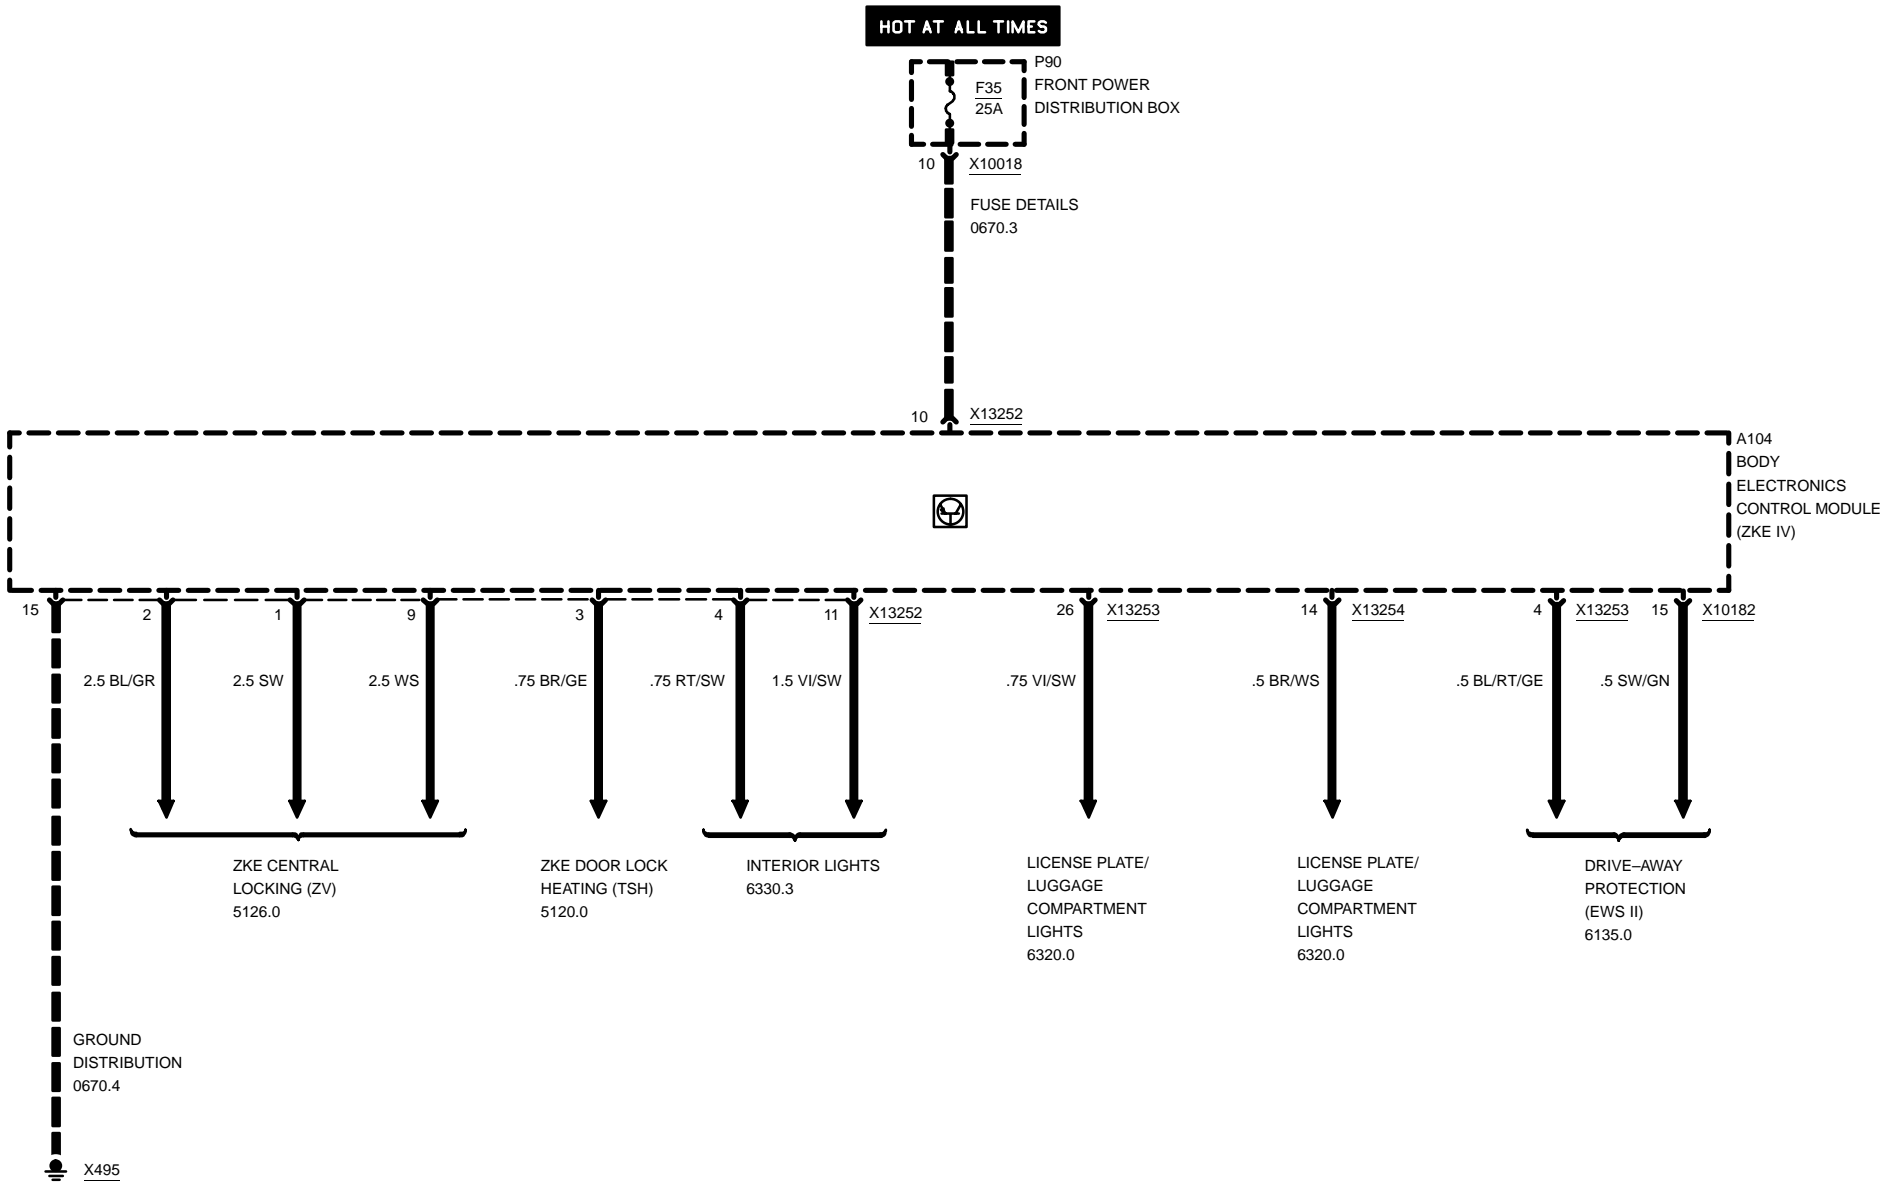 HOT AT ALL TIMES
P90
FRONT POWER
DISTRIBUTION BOX
F35
25A
10
X10018
FUSE DETAILS
0670.3
10
X13252
A104
BODY
ELECTRONICS
CONTROL MODULE
(ZKE IV)
15
2
1
9
3
4
11
X13252
26
X13253
14
X13254
4
X13253
15
X10182
2.5 BL/GR
2.5 SW
2.5 WS
.75 BR/GE
.75 RT/SW
1.5 VI/SW
.75 VI/SW
.5 BR/WS
.5 BL/RT/GE
.5 SW/GN
ZKE CENTRAL
LOCKING (ZV)
5126.0
ZKE DOOR LOCK
HEATING (TSH)
5120.0
INTERIOR LIGHTS
6330.3
LICENSE PLATE/
LUGGAGE
COMPARTMENT
LIGHTS
6320.0
LICENSE PLATE/
LUGGAGE
COMPARTMENT
LIGHTS
6320.0
DRIVE–AWAY
PROTECTION
(EWS II)
6135.0
GROUND
DISTRIBUTION
0670.4
X495